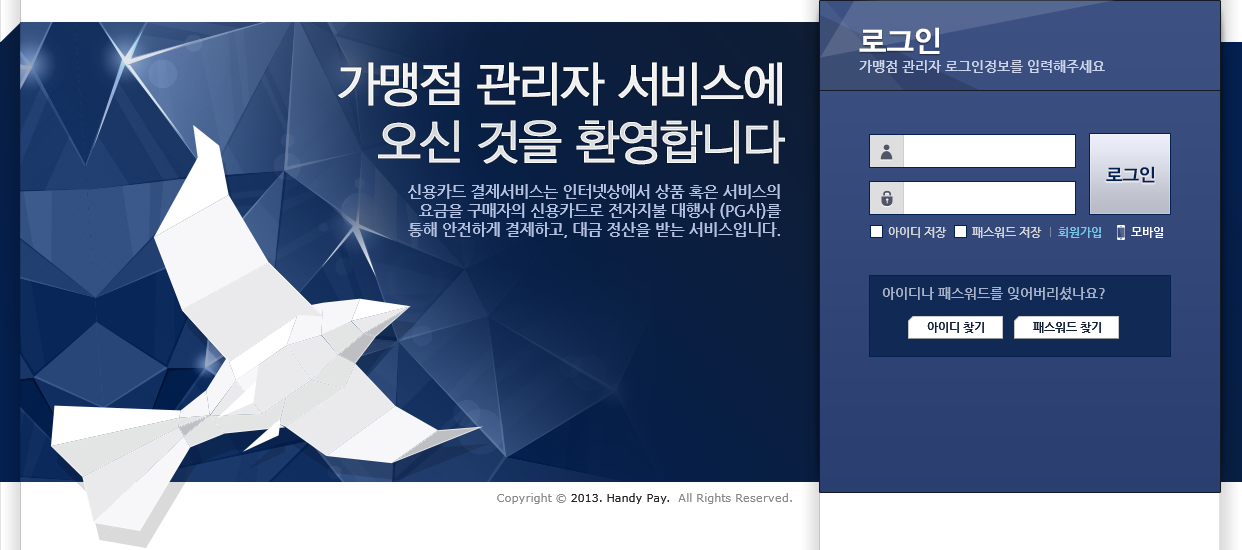 가맹점 관리자 서비스에
오신 것을 환영합니다
신용카드 결제서비스는 인터넷상에서 상품 혹은 서비스의
요금을 구매자의 신용카드로 전자지불 대행사 (PG사)를
통해 안전하게 결제하고, 대금 정산을 받는 서비스입니다.
로그인
가맹점 관리자 로그인정보를 입력해주세요
로그인
아이디 저장 패스워드 저장 | 회원가입 모바일
아이디나 패스워드를 잊어버리셨나요?
아이디 찾기 패스워드 찾기
Copyright © 2013. Handy Pay. All Rights Reserved.